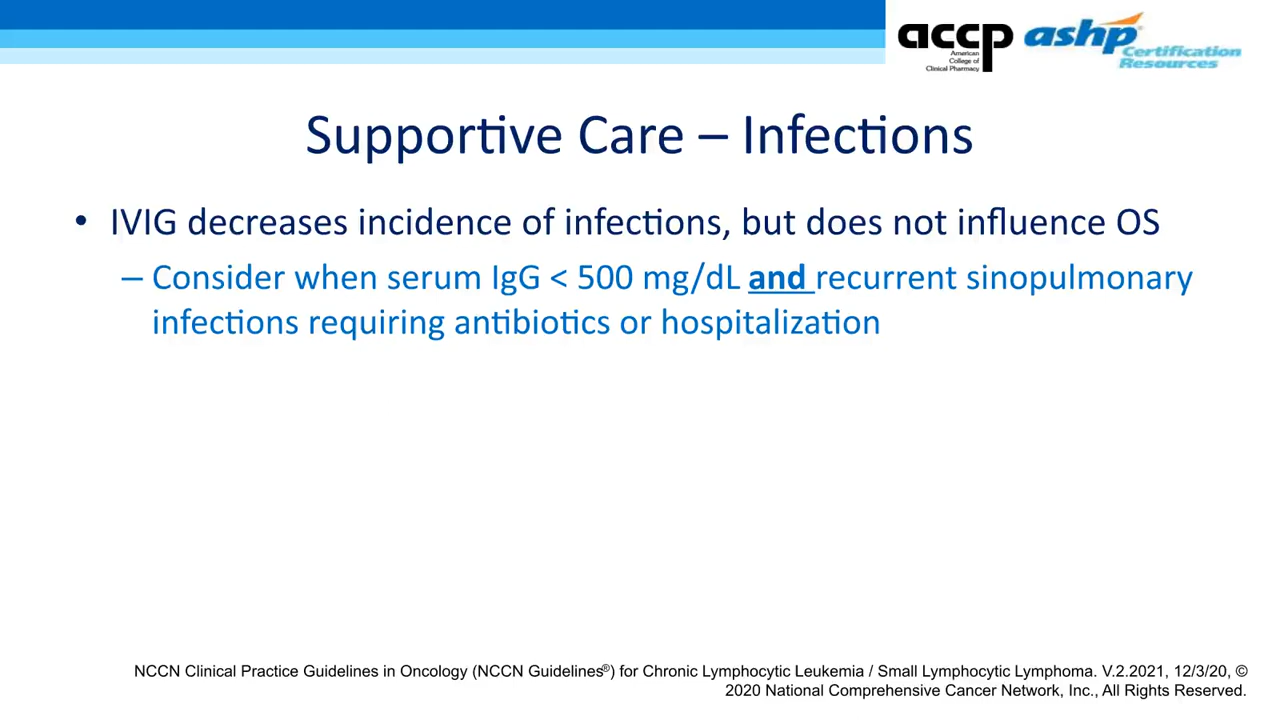 accp
American
College of
Clinical Pharmacy
ashp
Certification
Resources
Supportive Care – Infections
• IVIG decreases incidence of infections, but does not influence OS
– Consider when serum IgG < 500 mg/dL and recurrent sinopulmonary
infections requiring antibiotics or hospitalization
NCCN Clinical Practice Guidelines in Oncology (NCCN Guidelines®) for Chronic Lymphocytic Leukemia / Small Lymphocytic Lymphoma. V.2.2021, 12/3/20, ©
2020 National Comprehensive Cancer Network, Inc., All Rights Reserved.